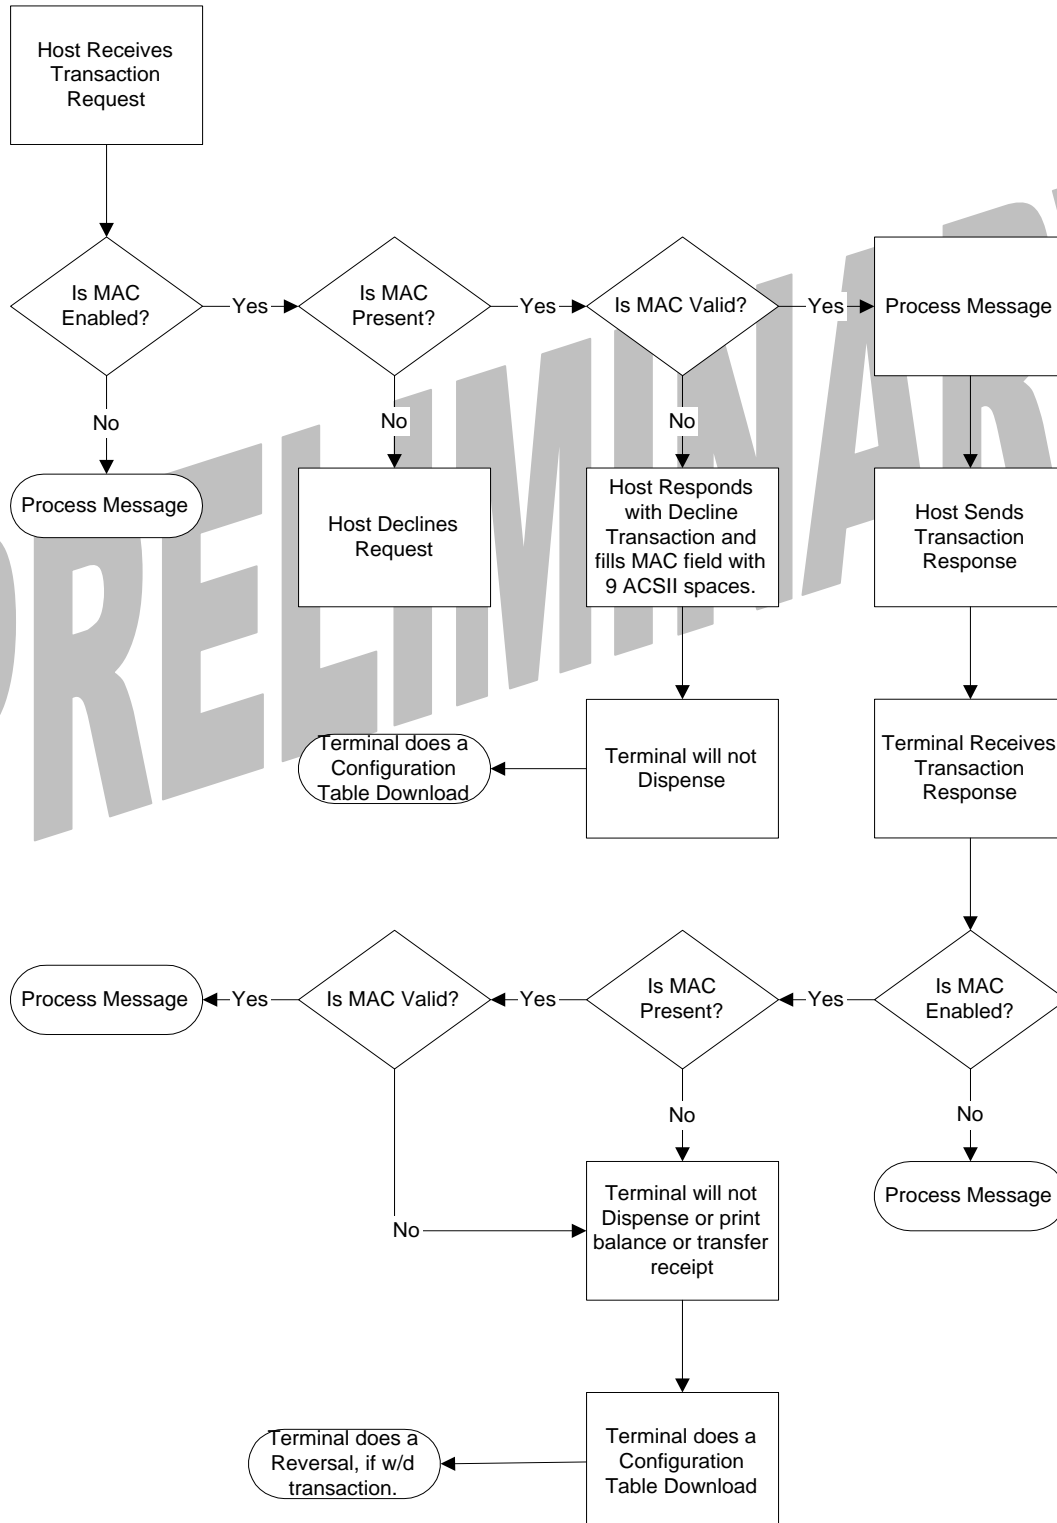 Host Receives
Transaction
Request
Is MAC
Enabled?
Yes
Is MAC
Present?
Yes
Is MAC Valid?
Yes
Process Message
No
No
No
Process Message
Host Declines
Request
Host Responds
with Decline
Transaction and
fills MAC field with
9 ACSII spaces.
Host Sends
Transaction
Response
Terminal does a
Configuration
Table Download
Terminal will not
Dispense
Terminal Receives
Transaction
Response
Process Message
Yes
Is MAC Valid?
Yes
Is MAC
Present?
Yes
Is MAC
Enabled?
No
No
No
Terminal will not
Dispense or print
balance or transfer
receipt
Process Message
Terminal does a
Reversal, if w/d
transaction.
Terminal does a
Configuration
Table Download
PRELIMINARY